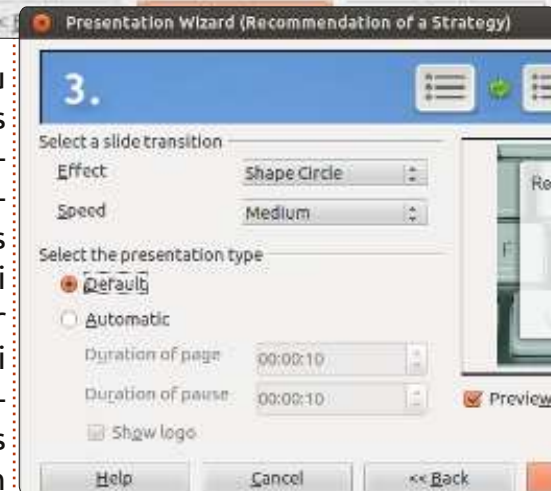 Presentation Wizard (Recommendation of a Strategy)
3.
Select a slide transition
Effect Shape Circle
Speed Medium
Select the presentation type
Default
Automatic
Duration of page 00:00:10
Duration of pause 00:00:10
Show logo
Preview
Help Cancel << Back